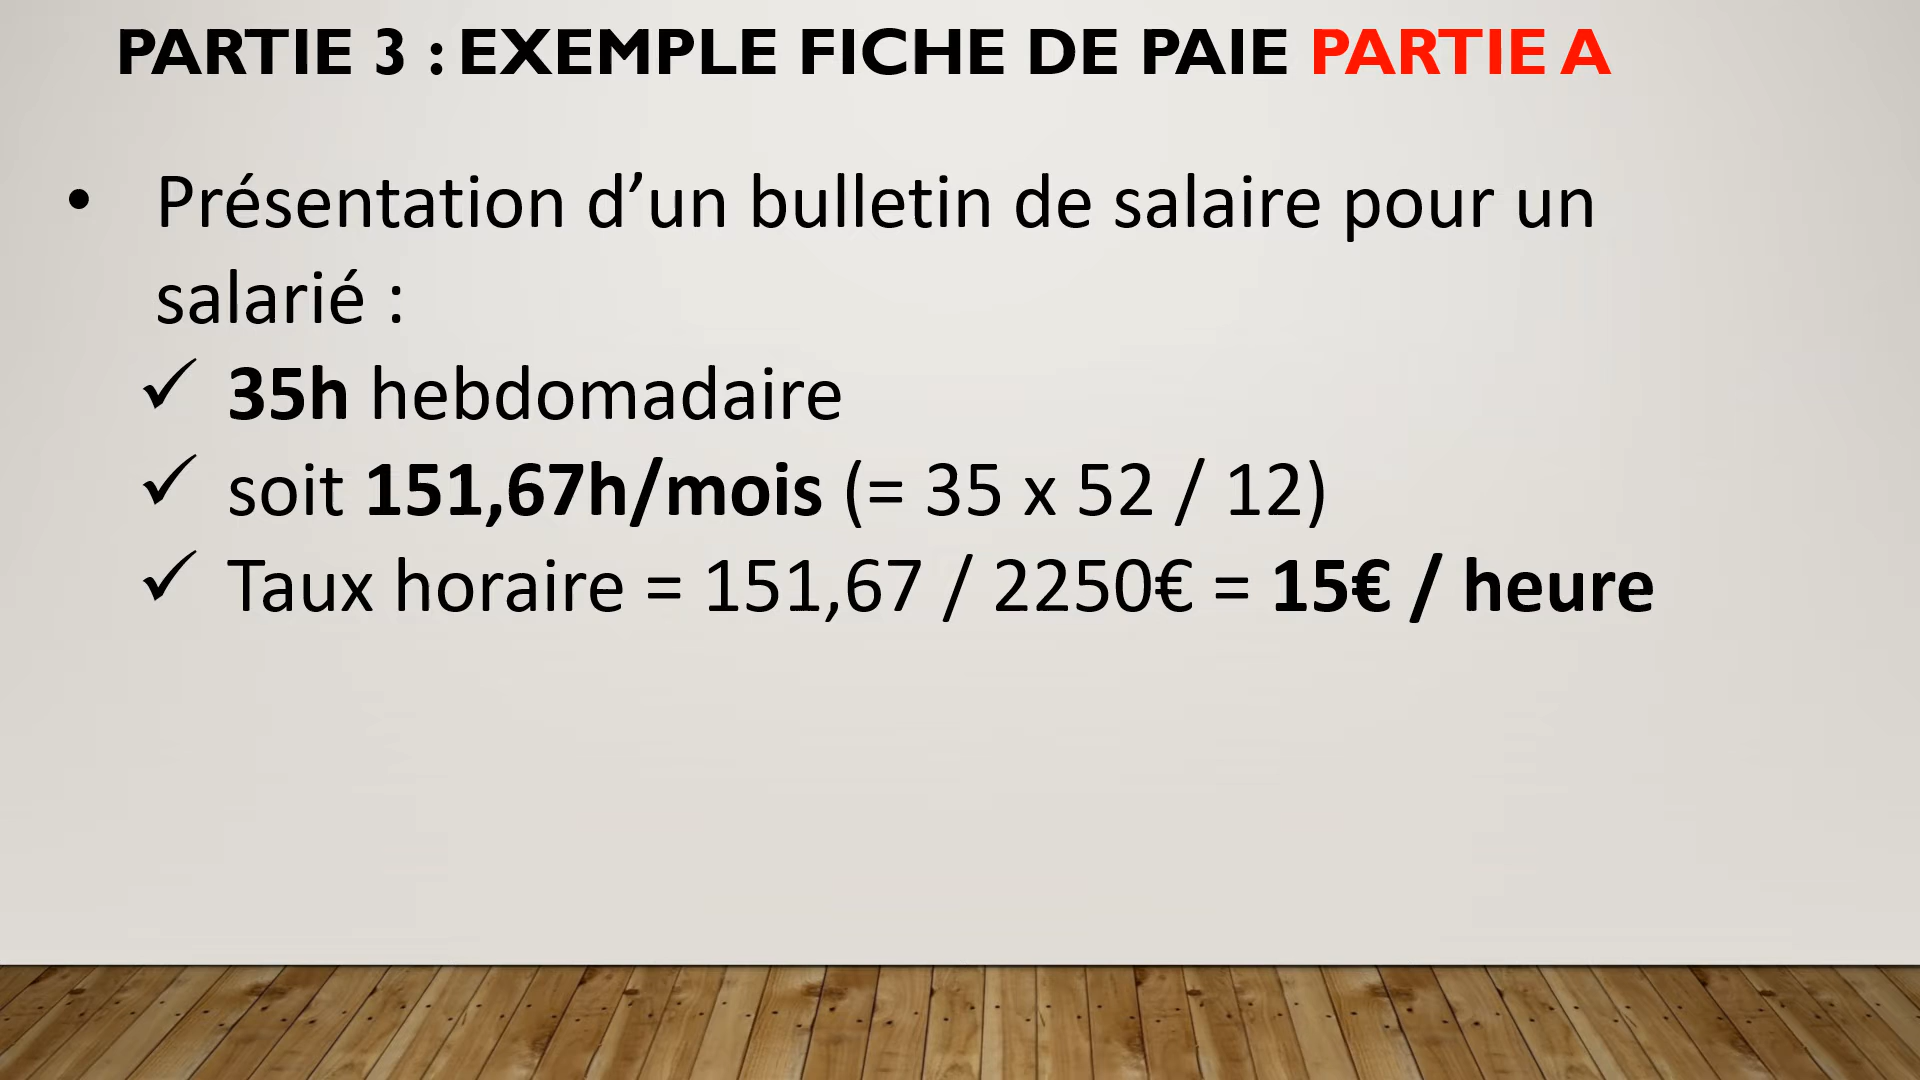 PARTIE 3 : EXEMPLE FICHE DE PAIE PARTIE A
• Présentation d’un bulletin de salaire pour un
salarié :
✓ 35h hebdomadaire
✓ soit 151,67h/mois (= 35 x 52 / 12)
✓ Taux horaire = 151,67 / 2250€ = 15€ / heure